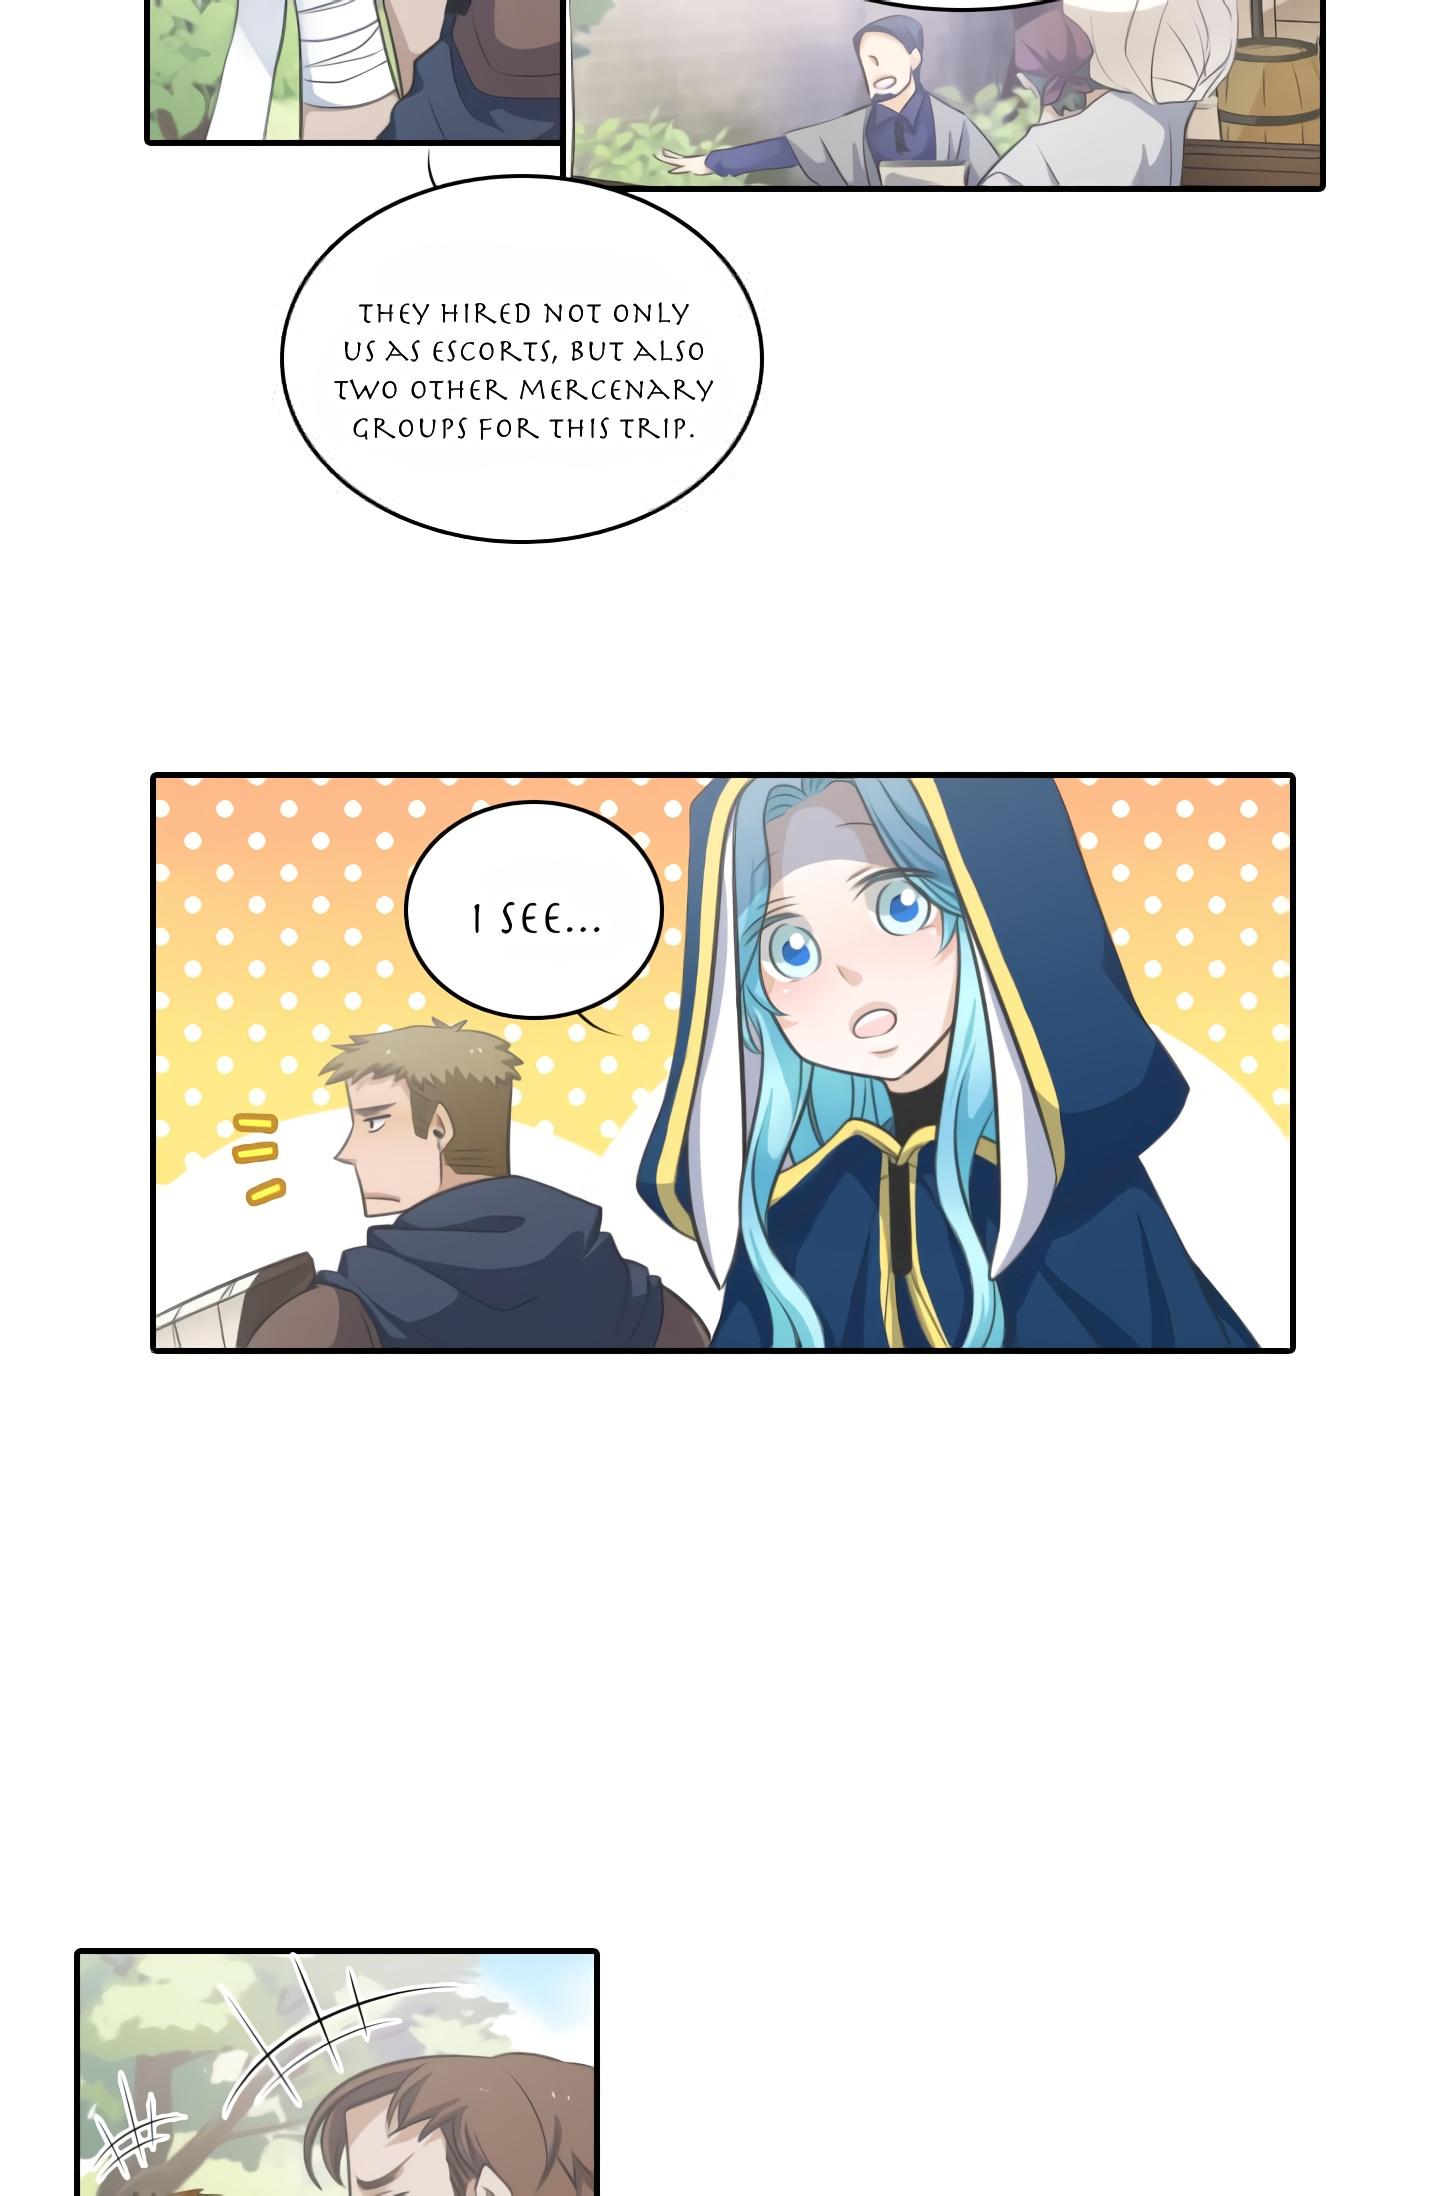 THEY HIRED NOT ONLY
US AS ESCORTS, BUT ALSO
TWO OTHER MERCENARY
GROUPS FOR THIS TRIP.
I SEE...